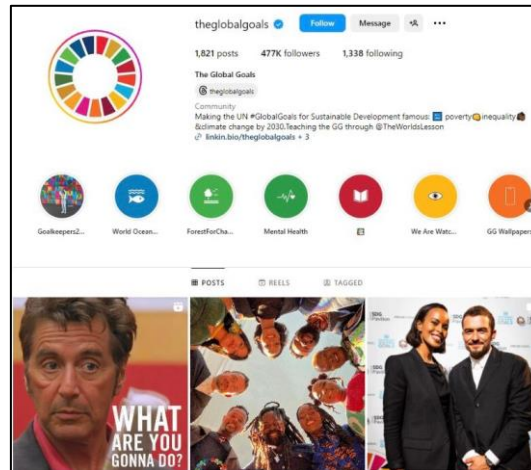 theglobalgoals Follow Message
1,821 posts 477K followers 1,338 following
The Global Goals
theglobalgoals
Community
Making the UN #GlobalGoals for Sustainable Development famous: poverty inequality
&climate change by 2030.Teaching the GG through @TheWorldsLesson
linkin.bio/theglobalgoals + 3
Goalkeepers2... World Ocean... ForestForCha... Mental Health We Are Watc... GG Wallpapers
POSTS REELS TAGGED
WHAT
ARE YOU
GONNA DO?
SDG
Pavilion